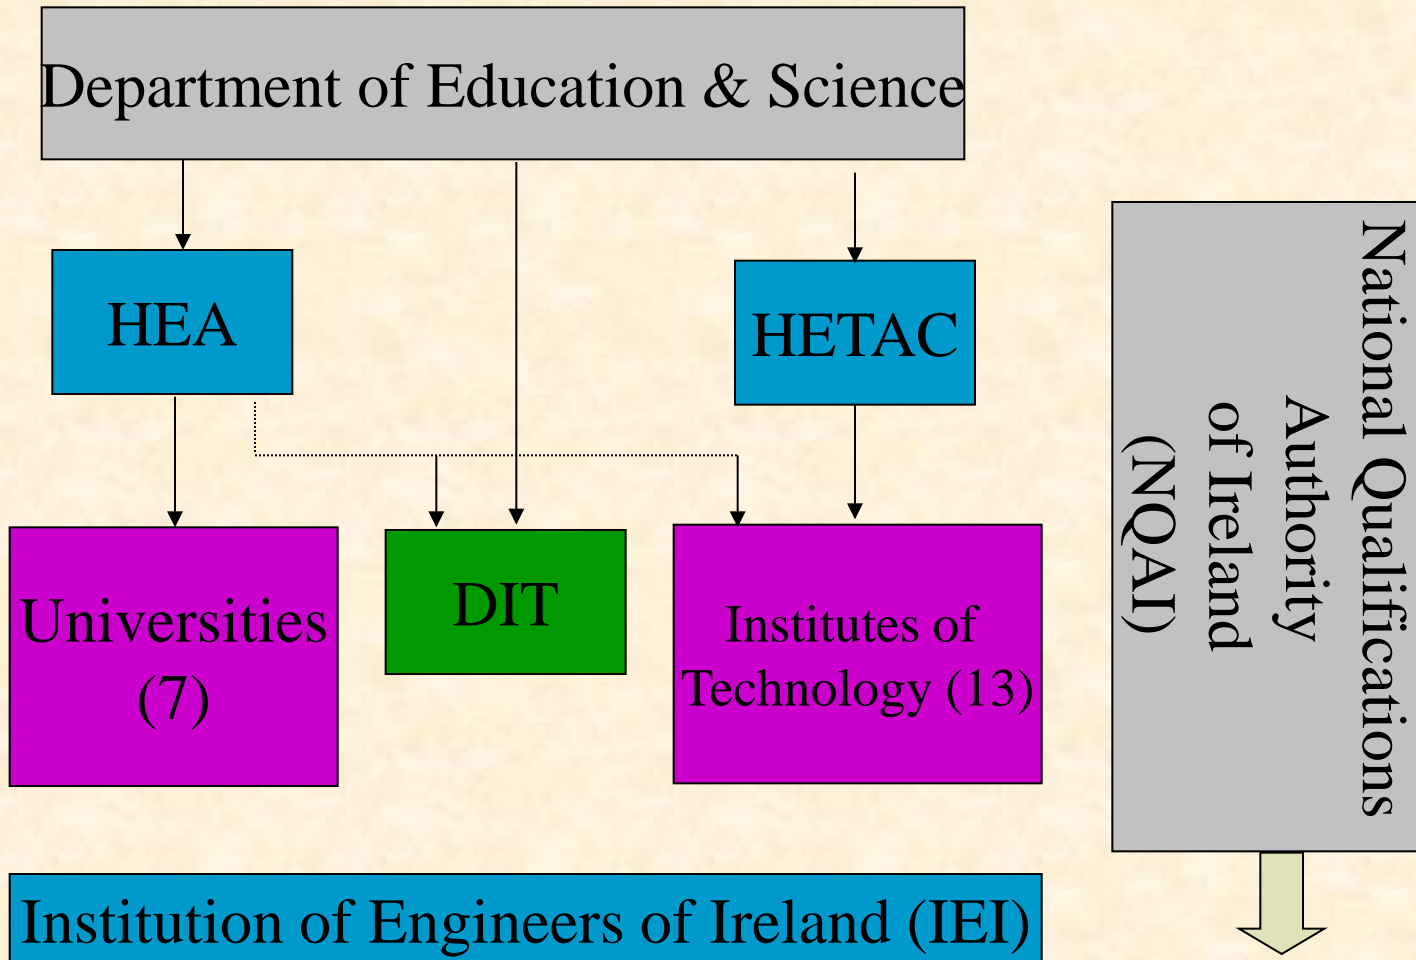 Department of Education & Science
HEA
HETAC
Universities
(7)
DIT
Institutes of
Technology (13)
National Qualifications
Authority
of Ireland
(NQAI)
Institution of Engineers of Ireland (IEI)